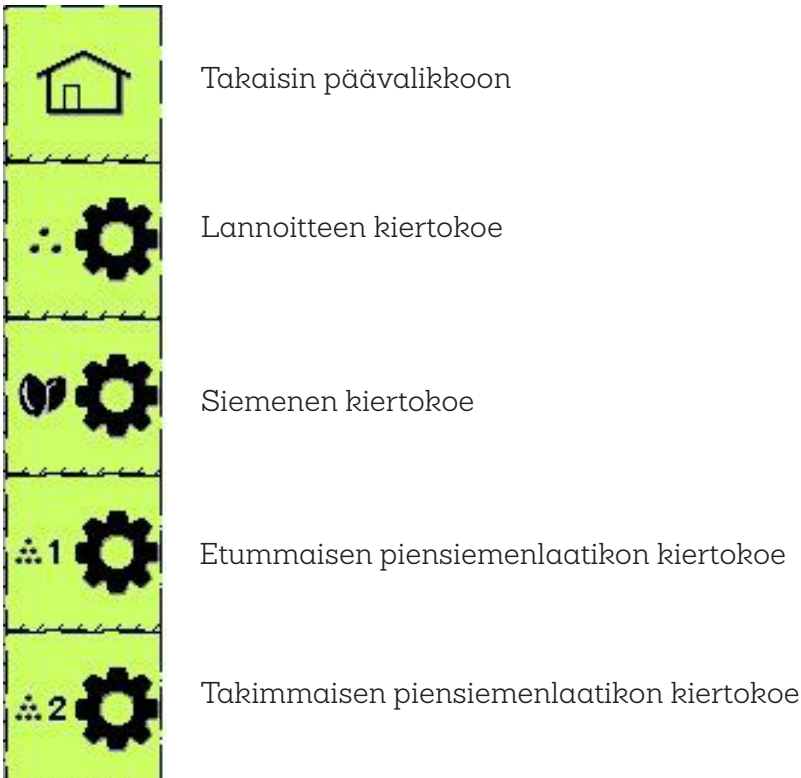 Takaisin päävalikkoon
Lannoitteen kiertokoe
Siemenen kiertokoe
1 Etummaisen piensiemenlaatikon kiertokoe
2 Takimmaisen piensiemenlaatikon kiertokoe